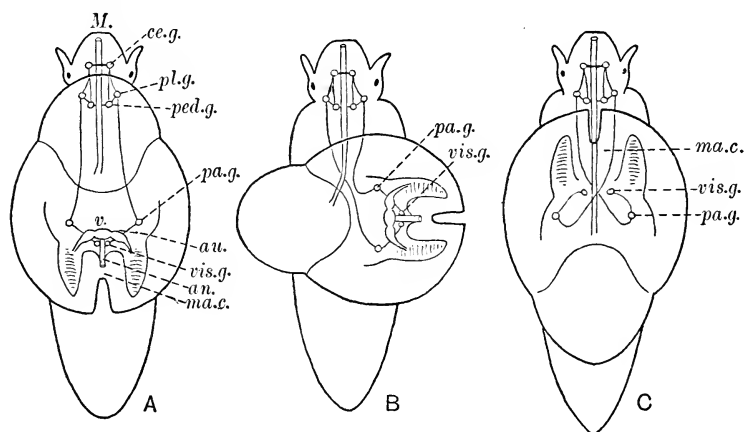 M.
ce.g.
pl.g.
ped.g.
pa.g.
v.
au.
vis.g.
an.
ma.c.
A
pa.g.
vis.g.
B
ma.c.
vis.g.
pa.g.
C